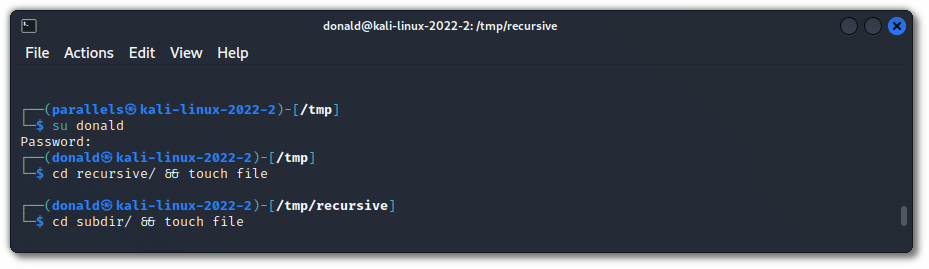 donald@kali-linux-2022-2: /tmp/recursive
File Actions Edit View Help
┌──(parallels㉿kali-linux-2022-2)-[/tmp]
└─$ su donald
Password:
┌──(donald㉿kali-linux-2022-2)-[/tmp]
└─$ cd recursive/ && touch file
┌──(donald㉿kali-linux-2022-2)-[/tmp/recursive]
└─$ cd subdir/ && touch file